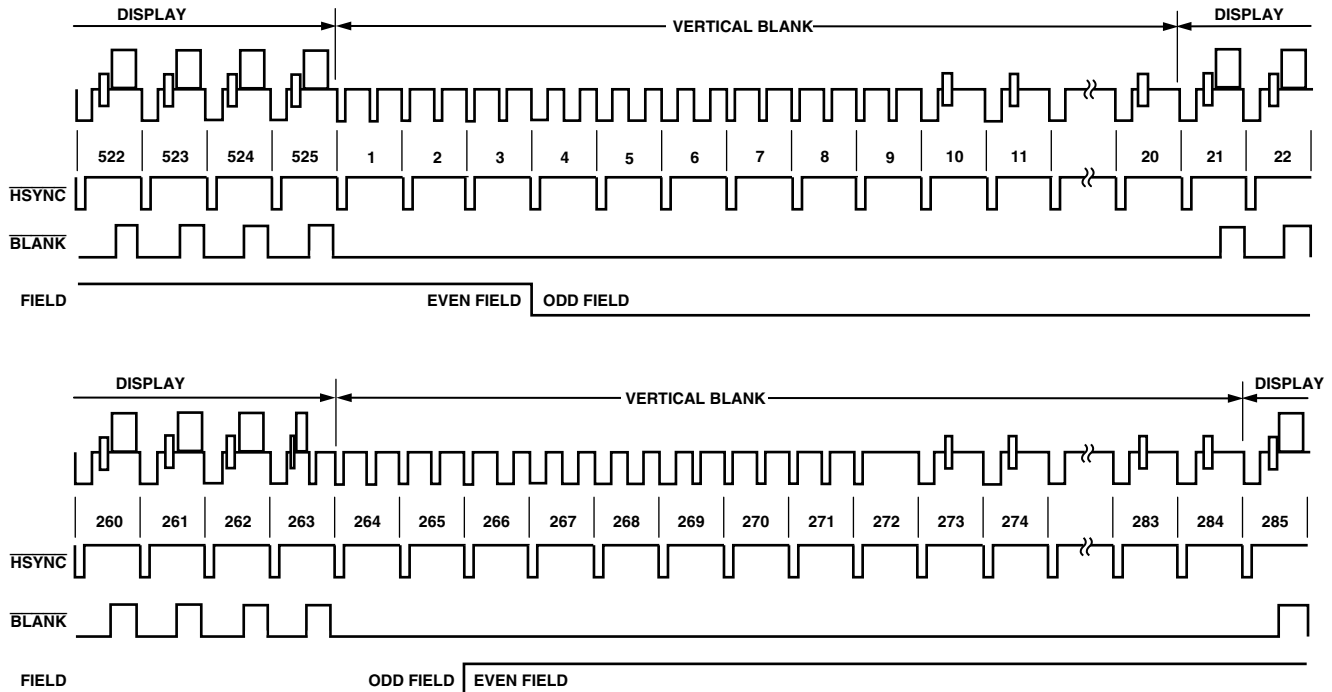 DISPLAY VERTICAL BLANK DISPLAY
522 523 524 525 1 2 3 4 5 6 7 8 9 10 11 20 21 22
HSYNC
BLANK
FIELD EVEN FIELD ODD FIELD
DISPLAY VERTICAL BLANK DISPLAY
260 261 262 263 264 265 266 267 268 269 270 271 272 273 274 283 284 285
HSYNC
BLANK
FIELD ODD FIELD EVEN FIELD